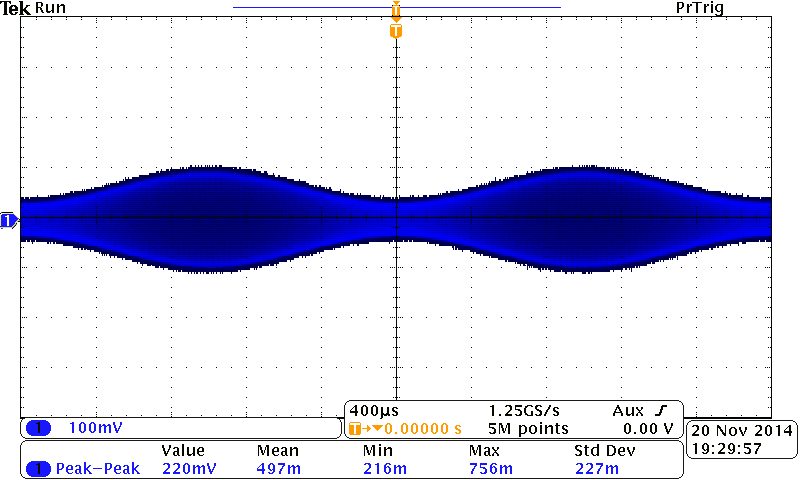 Tek Run PrTrig
T
T
1
400µs 1.25GS/s Aux ʃ
1 100mV T→▼0.00000 s 5M points 0.00 V
20 Nov 2014
19:29:57
Value Mean Min Max Std Dev
1 Peak-Peak 220mV 497m 216m 756m 227m